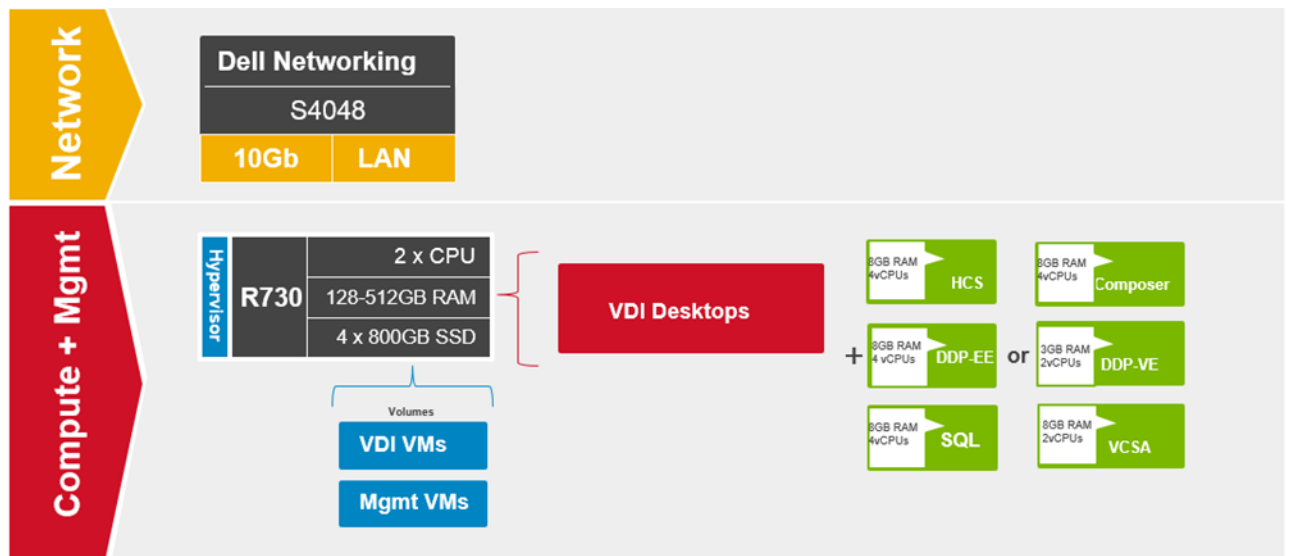 Network
Dell Networking
S4048
10Gb LAN
Compute + Mgmt
Hypervisor
R730
2 x CPU
128-512GB RAM
4 x 800GB SSD
Volumes
VDI VMs
Mgmt VMs
VDI Desktops
+
8GB RAM
4vCPUs
HCS
8GB RAM
4vCPUs
Composer
8GB RAM
4 vCPUs
DDP-EE
or
3GB RAM
2vCPUs
DDP-VE
8GB RAM
4vCPUs
SQL
8GB RAM
2vCPUs
VCSA